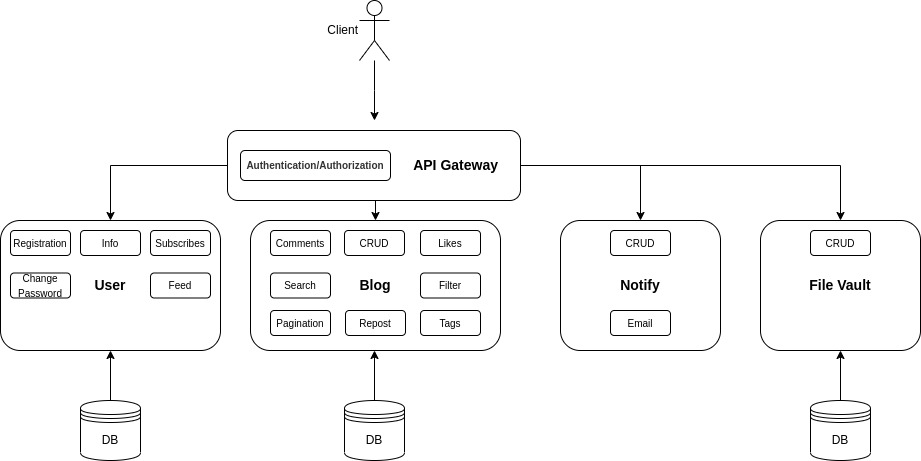 Client
Authentication/Authorization
API Gateway
Registration
Info
Subscribes
Change
Password
User
Feed
Comments
CRUD
Likes
Search
Blog
Filter
Pagination
Repost
Tags
CRUD
Notify
Email
CRUD
File Vault
DB
DB
DB